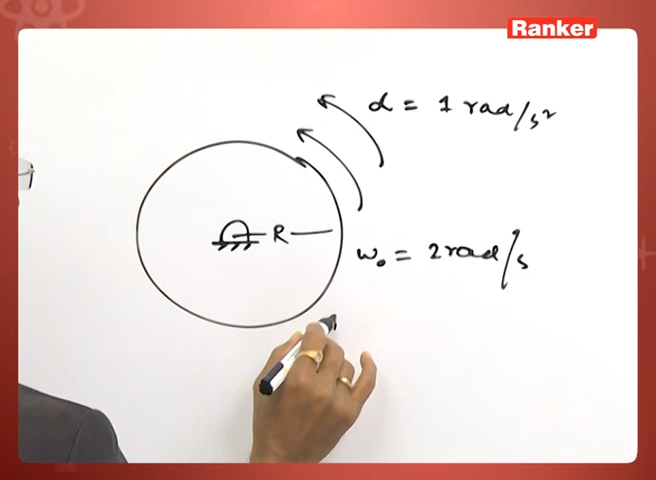 Ranker
α = 1 rad/s²
R
ω₀ = 2 rad/s